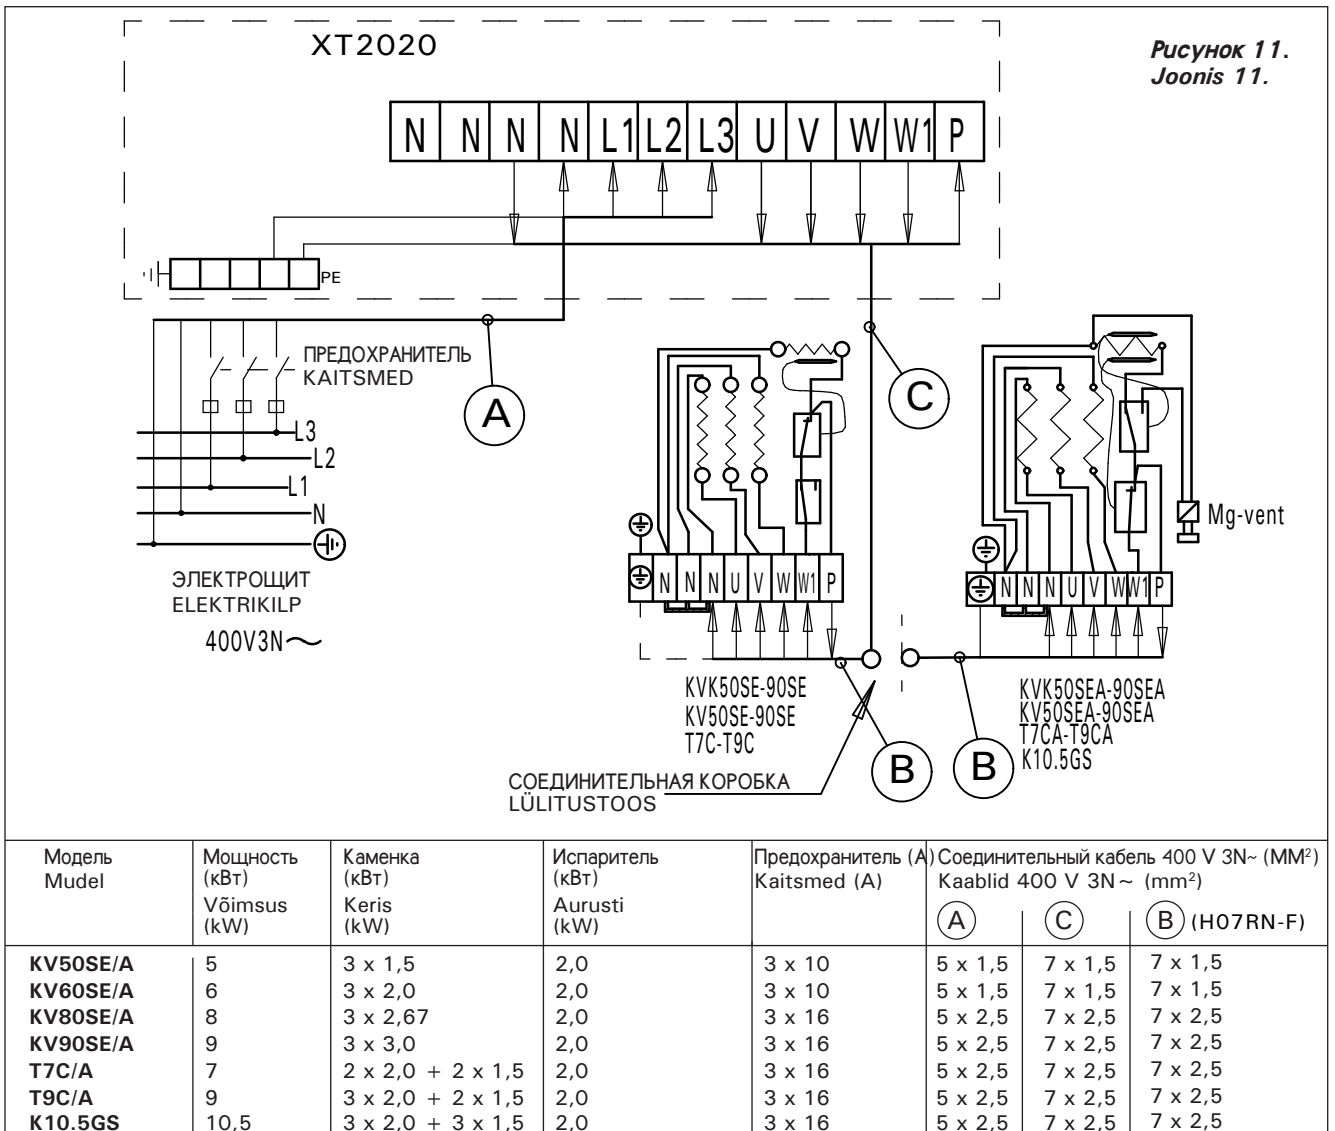 XT2020
Рисунок 11.
Joonis 11.
N N N N L1 L2 L3 U V W W1 P
PE
ПРЕДОХРАНИТЕЛЬ
KAITSMED
A
C
L3
L2
L1
N
Mg-vent
ЭЛЕКТРОЩИТ
ELEKTRIKILP
400V3N～
N N N U V W W1 P
N N N U V W W1 P
KVK50SE-90SE
KV50SE-90SE
T7C-T9C
KVK50SEA-90SEA
KV50SEA-90SEA
T7CA-T9CA
K10.5GS
B
B
СОЕДИНИТЕЛЬНАЯ КОРОБКА
LÜLITUSTOOS
Модель Мощность Каменка Испаритель Предохранитель (А) Соединительный кабель 400 V 3N~ (ММ²)
Mudel (кВт) (кВт) (кВт) Kaitsmed (A) Kaablid 400 V 3N~ (mm²)
Võimsus Keris Aurusti
(kW) (kW) (kW) A C B (H07RN-F)
KV50SE/A 5 3 x 1,5 2,0 3 x 10 5 x 1,5 7 x 1,5 7 x 1,5
KV60SE/A 6 3 x 2,0 2,0 3 x 10 5 x 1,5 7 x 1,5 7 x 1,5
KV80SE/A 8 3 x 2,67 2,0 3 x 16 5 x 2,5 7 x 2,5 7 x 2,5
KV90SE/A 9 3 x 3,0 2,0 3 x 16 5 x 2,5 7 x 2,5 7 x 2,5
T7C/A 7 2 x 2,0 + 2 x 1,5 2,0 3 x 16 5 x 2,5 7 x 2,5 7 x 2,5
T9C/A 9 3 x 2,0 + 2 x 1,5 2,0 3 x 16 5 x 2,5 7 x 2,5 7 x 2,5
K10.5GS 10,5 3 x 2,0 + 3 x 1,5 2,0 3 x 16 5 x 2,5 7 x 2,5 7 x 2,5